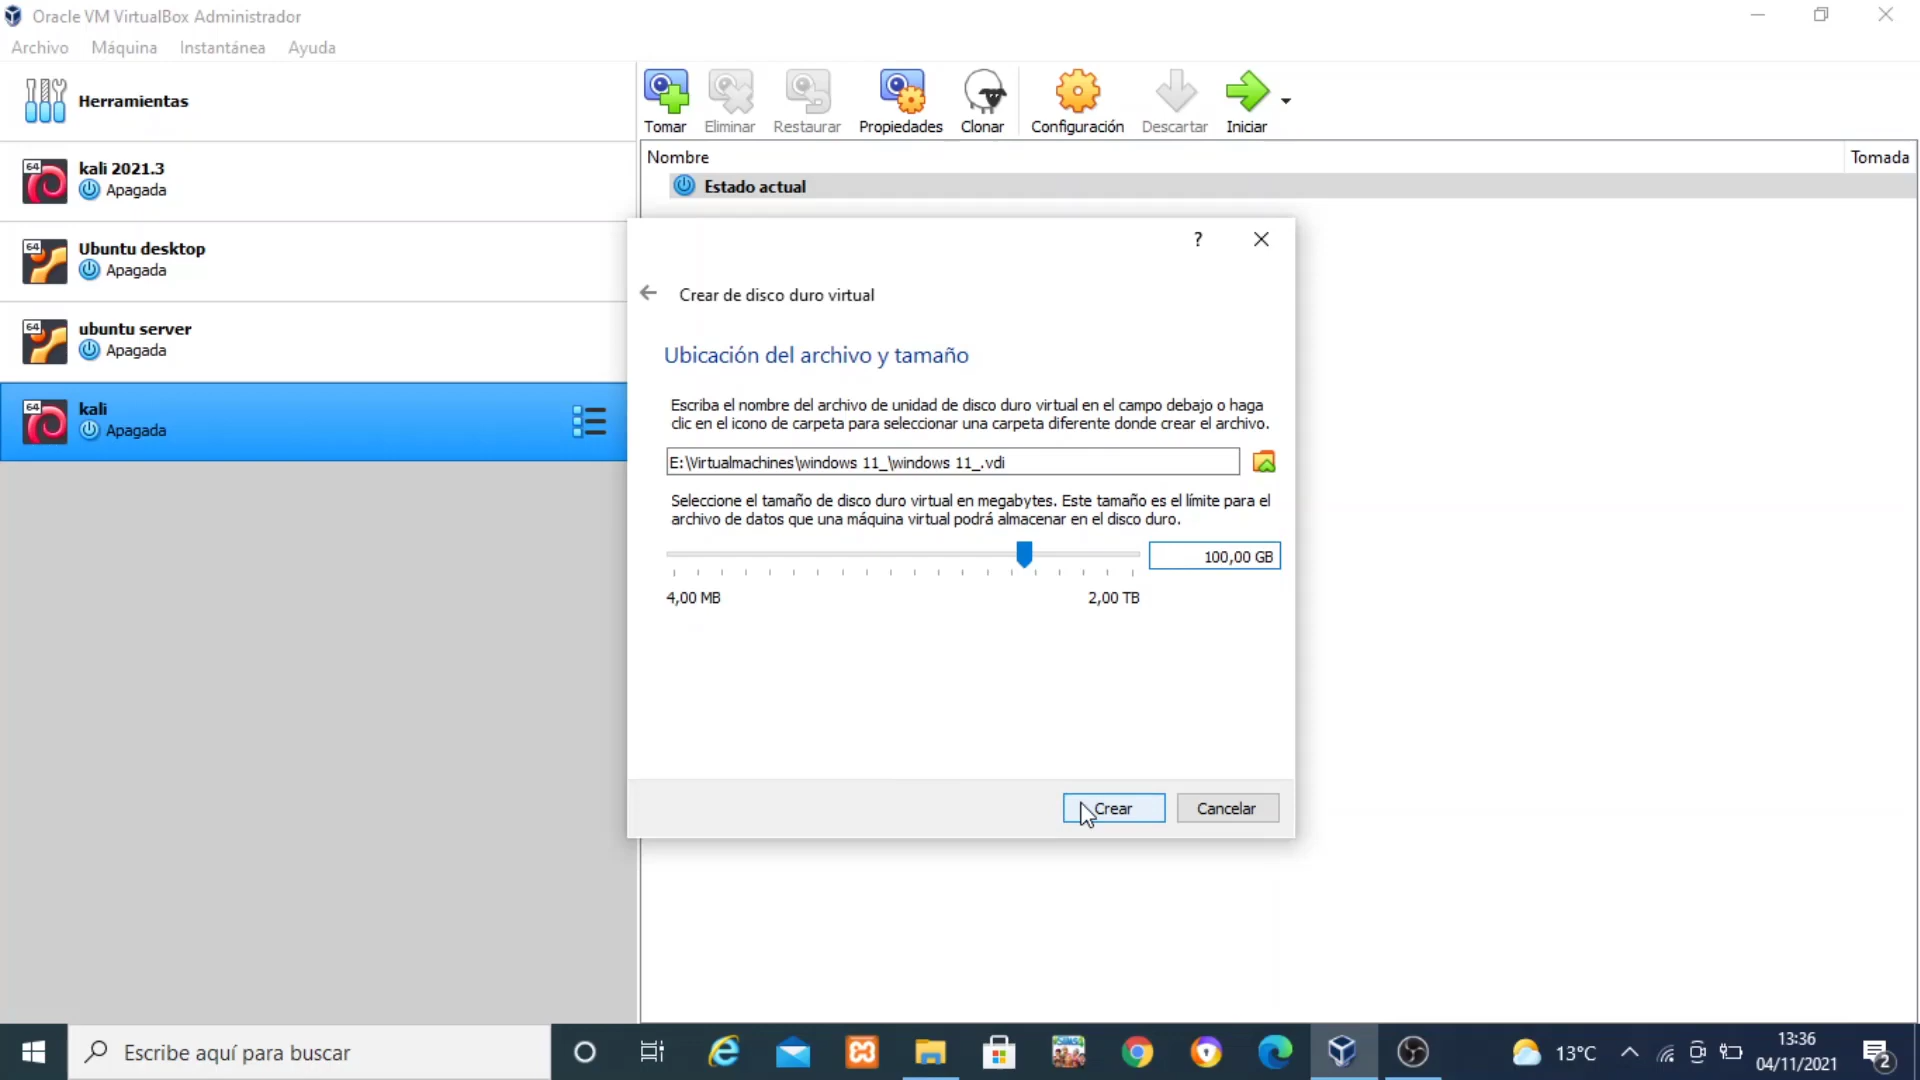 Oracle VM VirtualBox Administrador
Archivo Máquina Instantánea Ayuda
Herramientas
64
kali 2021.3
Apagada
64
Ubuntu desktop
Apagada
64
ubuntu server
Apagada
64
kali
Apagada
Tomar Eliminar Restaurar Propiedades Clonar Configuración Descartar Iniciar
Nombre Tomada
Estado actual
?
Crear de disco duro virtual
Ubicación del archivo y tamaño
Escriba el nombre del archivo de unidad de disco duro virtual en el campo debajo o haga
clic en el icono de carpeta para seleccionar una carpeta diferente donde crear el archivo.
E:\Virtualmachines\windows 11_\windows 11_.vdi
Seleccione el tamaño de disco duro virtual en megabytes. Este tamaño es el límite para el
archivo de datos que una máquina virtual podrá almacenar en el disco duro.
100,00 GB
4,00 MB 2,00 TB
Crear Cancelar
Escribe aquí para buscar
13°C
13:36
04/11/2021
2